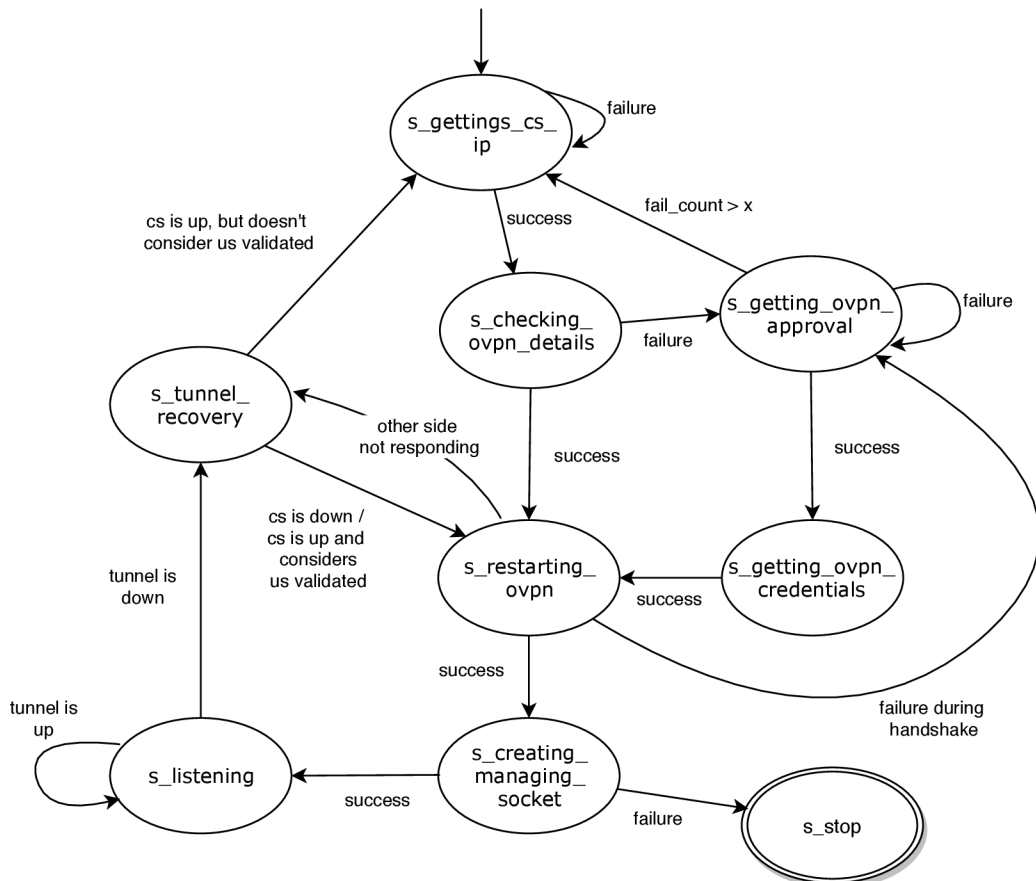 s_gettings_cs_
ip
failure
success
fail_count > x
cs is up, but doesn't
consider us validated
s_checking_
ovpn_details
failure
s_getting_ovpn_
approval
failure
s_tunnel_
recovery
other side
not responding
success
success
cs is down /
cs is up and
considers
us validated
s_restarting_
ovpn
success
s_getting_ovpn_
credentials
tunnel is
down
success
failure during
handshake
tunnel is
up
s_listening
success
s_creating_
managing_
socket
failure
s_stop